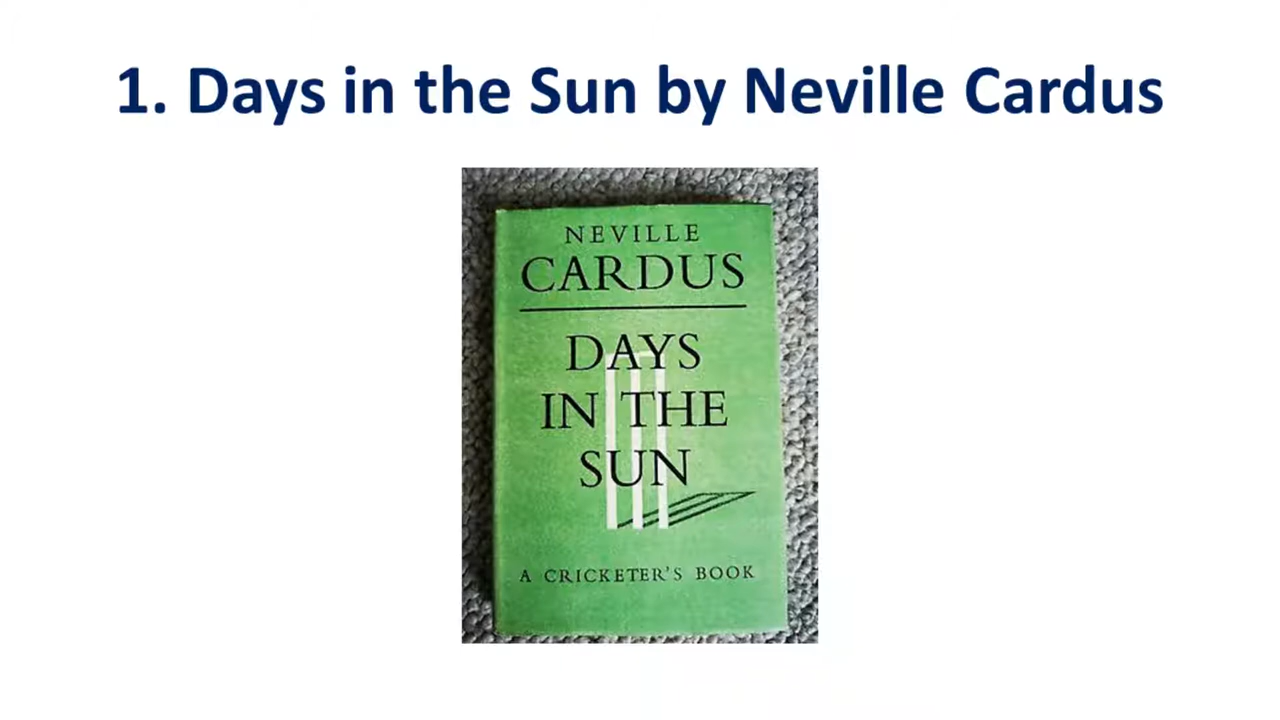 1. Days in the Sun by Neville Cardus
NEVILLE
CARDUS
DAYS
IN THE
SUN
A CRICKETER'S BOOK